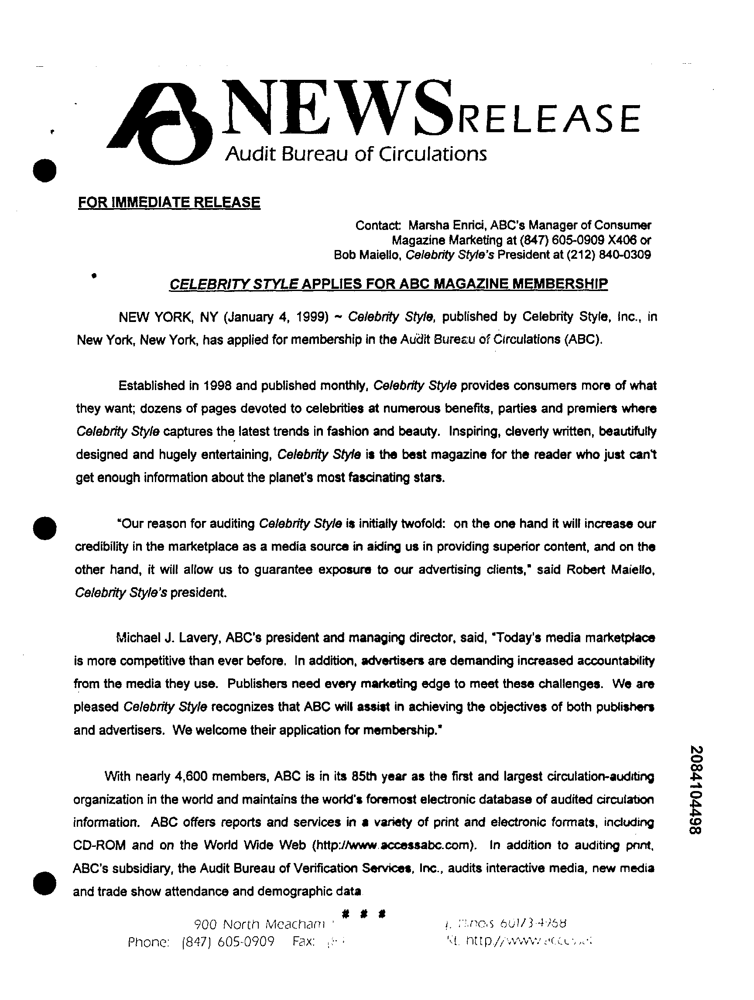 NEWSRELEASE
Audit Bureau of Circulations
FOR IMMEDIATE RELEASE
Contact: Marsha Enrici, ABC's Manager of Consumer
Magazine Marketing at (847) 605-0909 X406 or
Bob Maiello, Celebrity Style's President at (212) 840-0309
CELEBRITY STYLE APPLIES FOR ABC MAGAZINE MEMBERSHIP
NEW YORK, NY (January 4, 1999) ~ Celebrity Style, published by Celebrity Style, Inc., in
New York, New York, has applied for membership in the Audit Bureau of Circulations (ABC).
Established in 1998 and published monthly, Celebrity Style provides consumers more of what
they want; dozens of pages devoted to celebrities at numerous benefits, parties and premiers where
Celebrity Style captures the latest trends in fashion and beauty. Inspiring, cleverly written, beautifully
designed and hugely entertaining, Celebrity Style is the best magazine for the reader who just can't
get enough information about the planet's most fascinating stars.
"Our reason for auditing Celebrity Style is initially twofold: on the one hand it will increase our
credibility in the marketplace as a media source in aiding us in providing superior content, and on the
other hand, it will allow us to guarantee exposure to our advertising clients," said Robert Maiello,
Celebrity Style's president.
Michael J. Lavery, ABC's president and managing director, said, "Today's media marketplace
is more competitive than ever before. In addition, advertisers are demanding increased accountability
from the media they use. Publishers need every marketing edge to meet these challenges. We are
pleased Celebrity Style recognizes that ABC will assist in achieving the objectives of both publishers
and advertisers. We welcome their application for membership."
With nearly 4,600 members, ABC is in its 85th year as the first and largest circulation-auditing
organization in the world and maintains the world's foremost electronic database of audited circulation
information. ABC offers reports and services in a variety of print and electronic formats, including
CD-ROM and on the World Wide Web (http://www.accessabc.com). In addition to auditing print,
ABC's subsidiary, the Audit Bureau of Verification Services, Inc., audits interactive media, new media
and trade show attendance and demographic data
# # #
900 North Meacham 60173-4968
Phone: (847) 605-0909 Fax:
2084104498